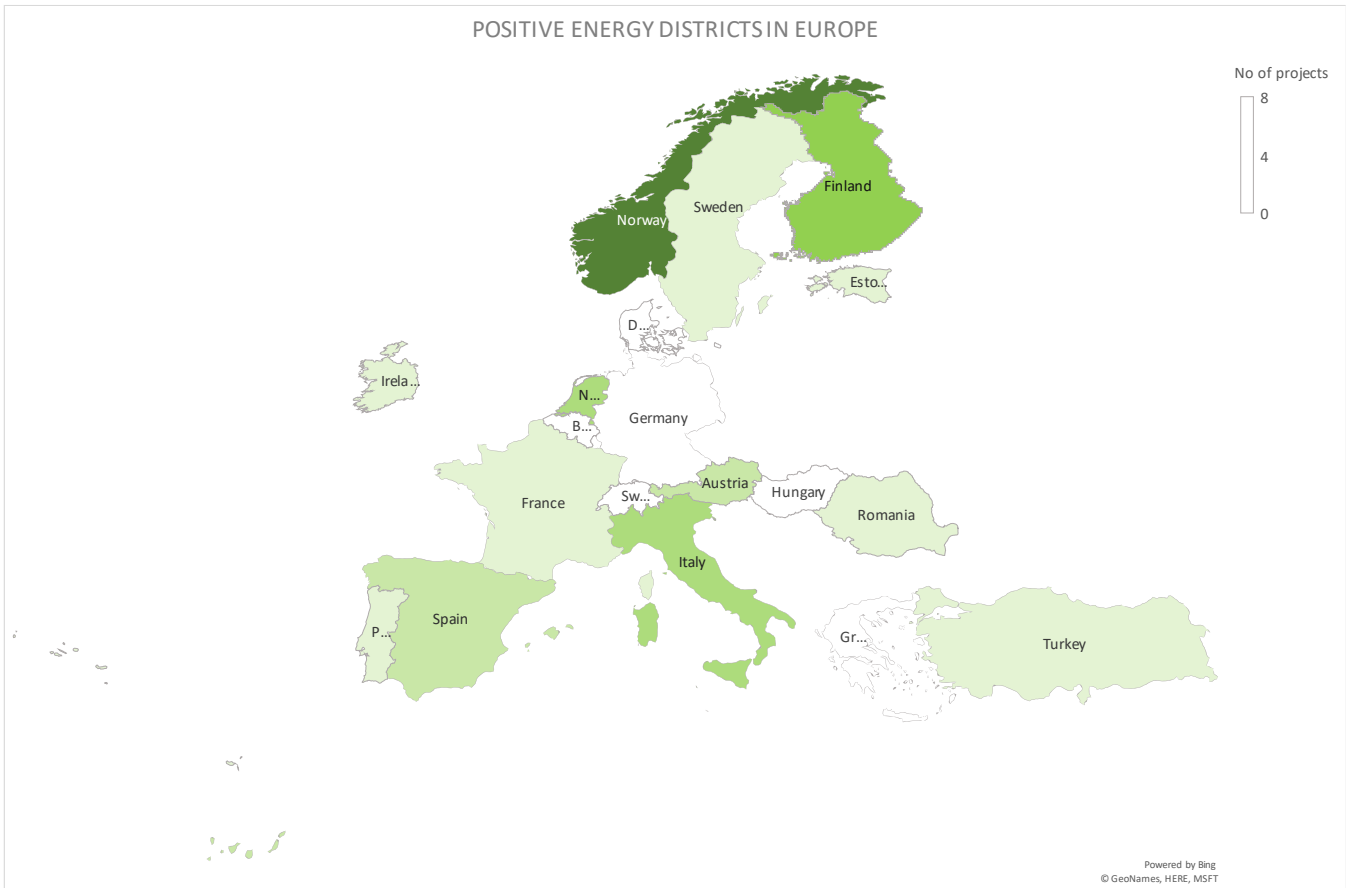 POSITIVE ENERGY DISTRICTS IN EUROPE
No of projects
8
4
0
Finland
Sweden
Norway
Esto...
D...
Irela...
N...
Germany
B...
Austria
Sw...
Hungary
France
Romania
Italy
Spain
P...
Gr...
Turkey
Powered by Bing
© GeoNames, HERE, MSFT